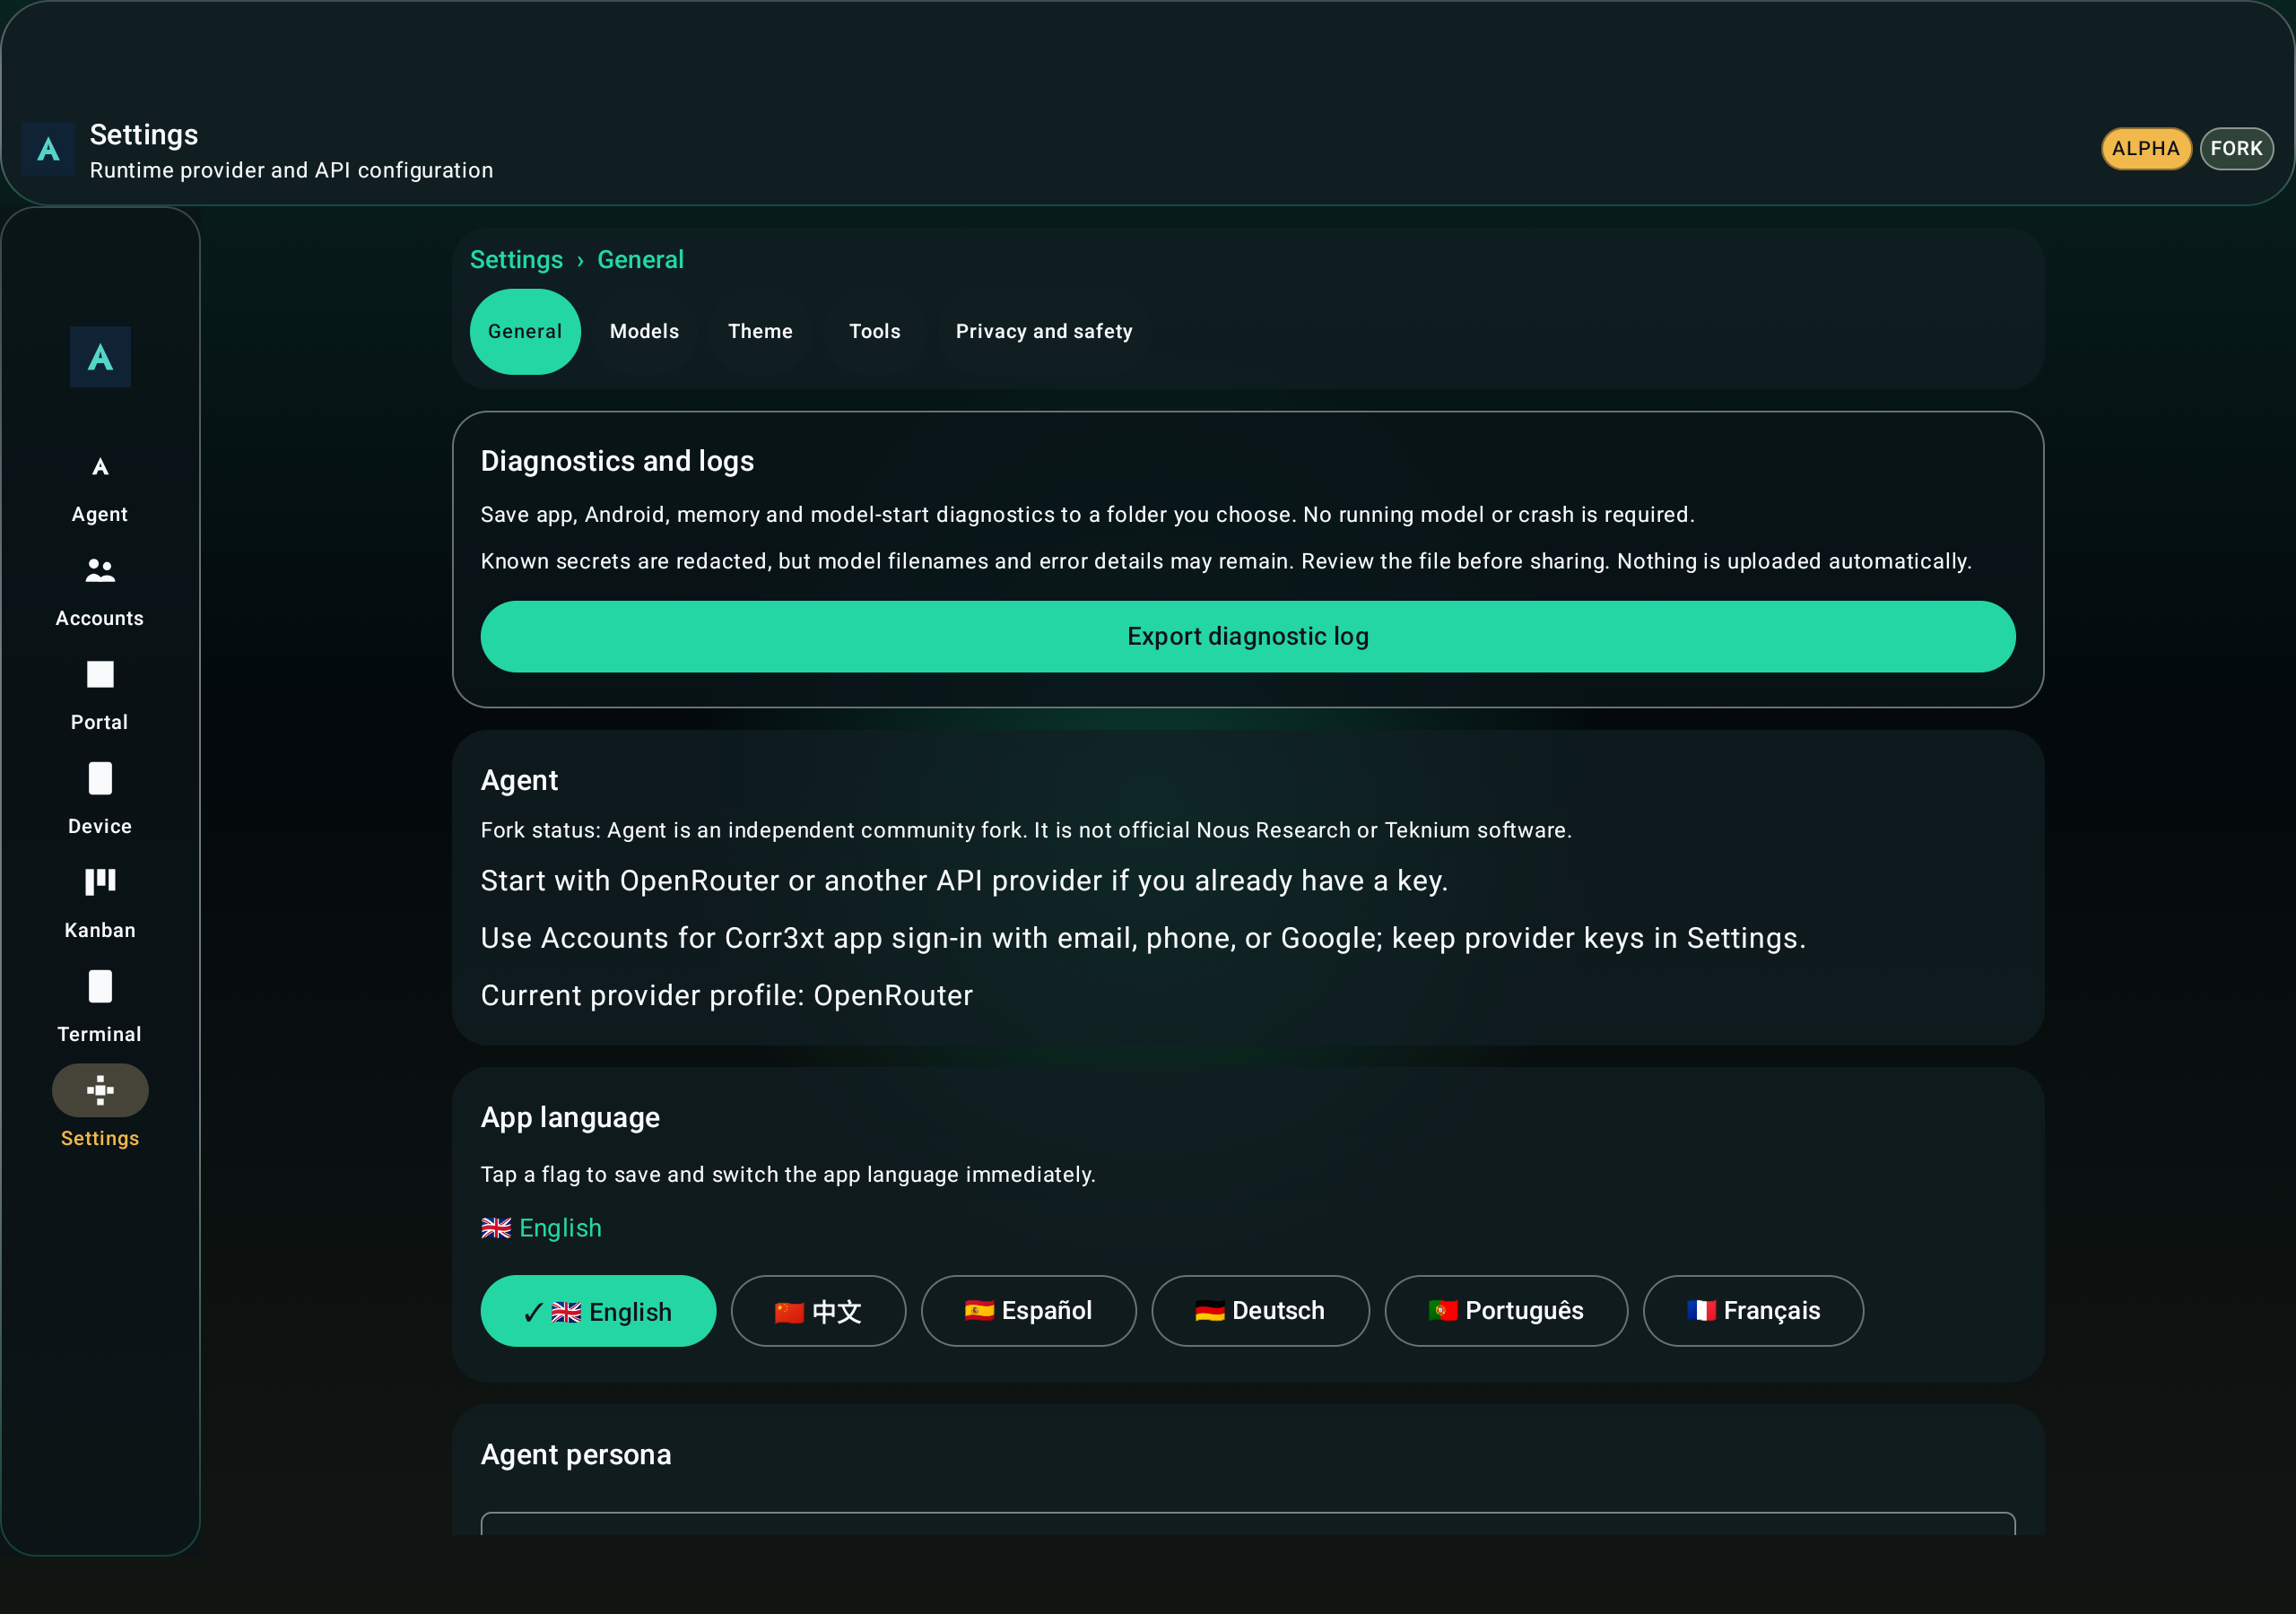 Settings
Runtime provider and API configuration
ALPHA
FORK
Agent
Accounts
Portal
Device
Kanban
Terminal
Settings
Settings › General
General
Models
Theme
Tools
Privacy and safety
Diagnostics and logs
Save app, Android, memory and model-start diagnostics to a folder you choose. No running model or crash is required.
Known secrets are redacted, but model filenames and error details may remain. Review the file before sharing. Nothing is uploaded automatically.
Export diagnostic log
Agent
Fork status: Agent is an independent community fork. It is not official Nous Research or Teknium software.
Start with OpenRouter or another API provider if you already have a key.
Use Accounts for Corr3xt app sign-in with email, phone, or Google; keep provider keys in Settings.
Current provider profile: OpenRouter
App language
Tap a flag to save and switch the app language immediately.
🇬🇧 English
✓ 🇬🇧 English
🇨🇳 中文
🇪🇸 Español
🇩🇪 Deutsch
🇵🇹 Português
🇫🇷 Français
Agent persona